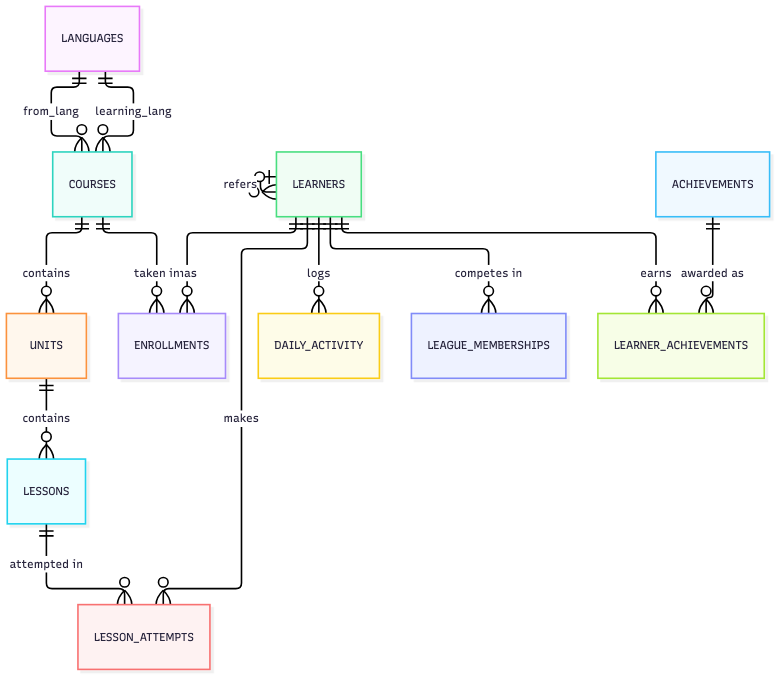 LANGUAGES
from_lang
learning_lang
COURSES
refers
LEARNERS
ACHIEVEMENTS
contains
taken in
as
logs
competes in
earns
awarded as
UNITS
ENROLLMENTS
DAILY_ACTIVITY
LEAGUE_MEMBERSHIPS
LEARNER_ACHIEVEMENTS
contains
makes
LESSONS
attempted in
LESSON_ATTEMPTS